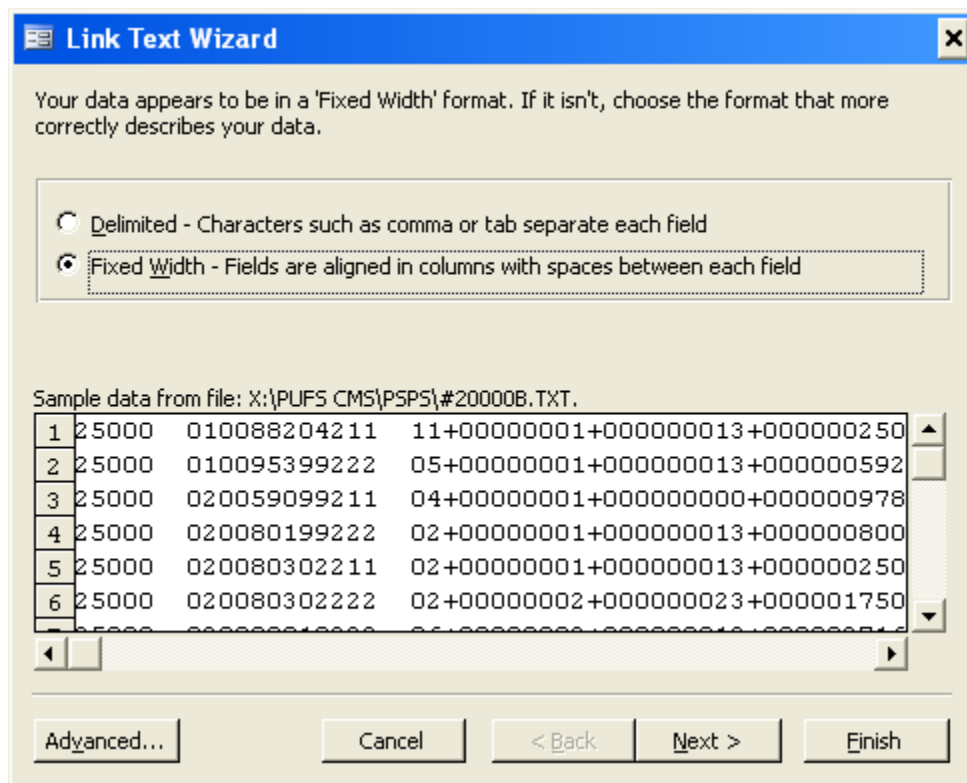 Link Text Wizard
Your data appears to be in a 'Fixed Width' format. If it isn't, choose the format that more
correctly describes your data.
Delimited - Characters such as comma or tab separate each field
Fixed Width - Fields are aligned in columns with spaces between each field
Sample data from file: X:\PUFS CMS\PSPS\#20000B.TXT.
1 25000 010088204211 11+00000001+000000013+000000250
2 25000 010095399222 05+00000001+000000013+000000592
3 25000 020059099211 04+00000001+000000000+000000978
4 25000 020080199222 02+00000001+000000013+000000800
5 25000 020080302211 02+00000001+000000013+000000250
6 25000 020080302222 02+00000002+000000023+000001750
Advanced... Cancel < Back Next > Finish